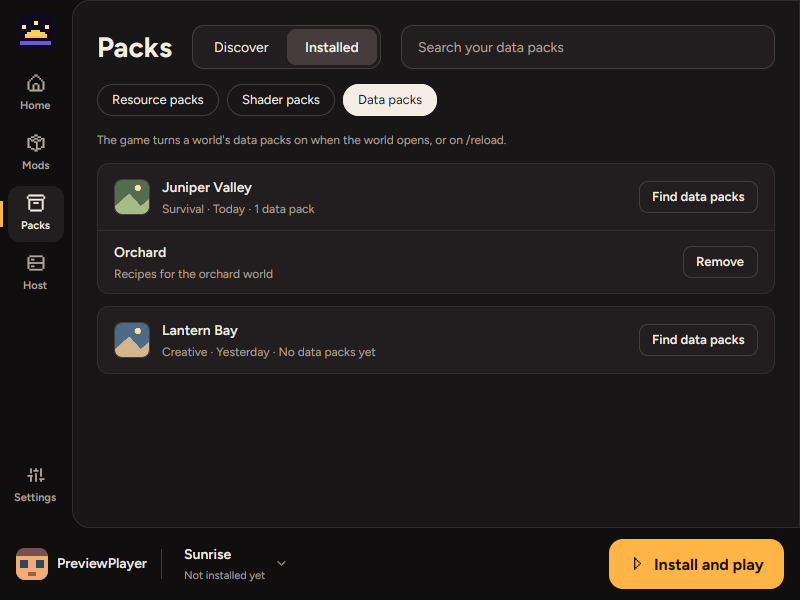 Packs
Discover
Installed
Search your data packs
Resource packs
Shader packs
Data packs
The game turns a world's data packs on when the world opens, or on /reload.
Juniper Valley
Survival · Today · 1 data pack
Find data packs
Orchard
Recipes for the orchard world
Remove
Lantern Bay
Creative · Yesterday · No data packs yet
Find data packs
Home
Mods
Packs
Host
Settings
PreviewPlayer
Sunrise
Not installed yet
Install and play